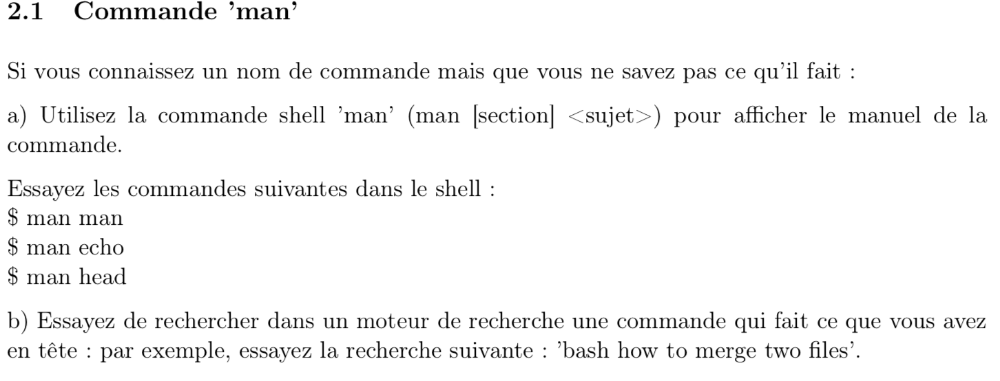 2.1 Commande ’man’
Si vous connaissez un nom de commande mais que vous ne savez pas ce qu’il fait :
a) Utilisez la commande shell ’man’ (man [section] <sujet>) pour afficher le manuel de la
commande.
Essayez les commandes suivantes dans le shell :
$ man man
$ man echo
$ man head
b) Essayez de rechercher dans un moteur de recherche une commande qui fait ce que vous avez
en tête : par exemple, essayez la recherche suivante : ’bash how to merge two files’.